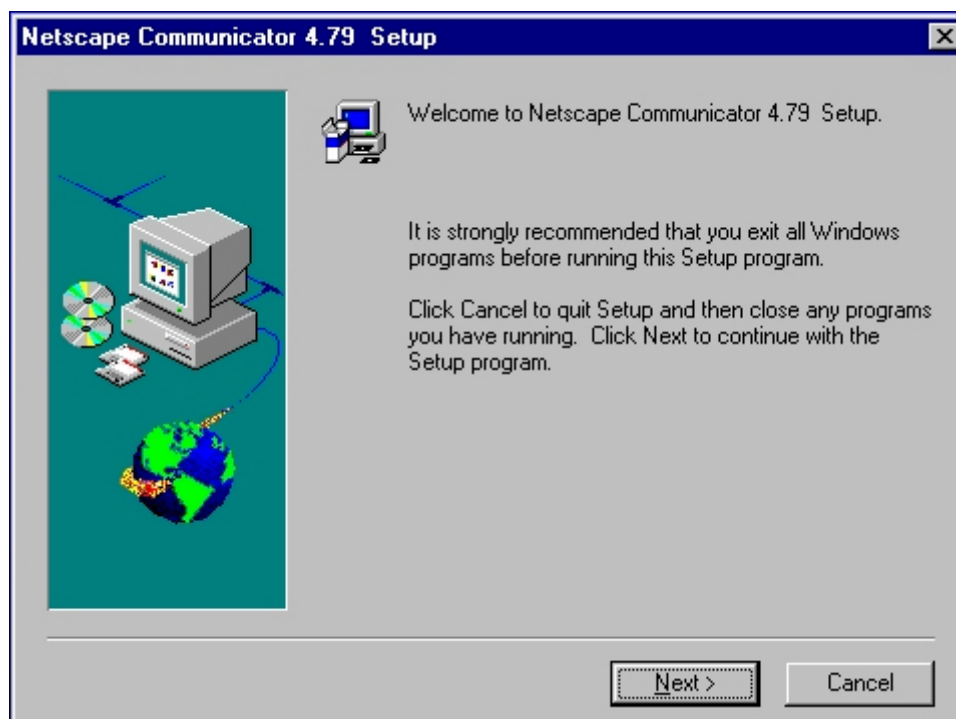 Netscape Communicator 4.79  Setup
Welcome to Netscape Communicator 4.79  Setup.
It is strongly recommended that you exit all Windows
programs before running this Setup program.
Click Cancel to quit Setup and then close any programs
you have running.  Click Next to continue with the
Setup program.
Next >
Cancel